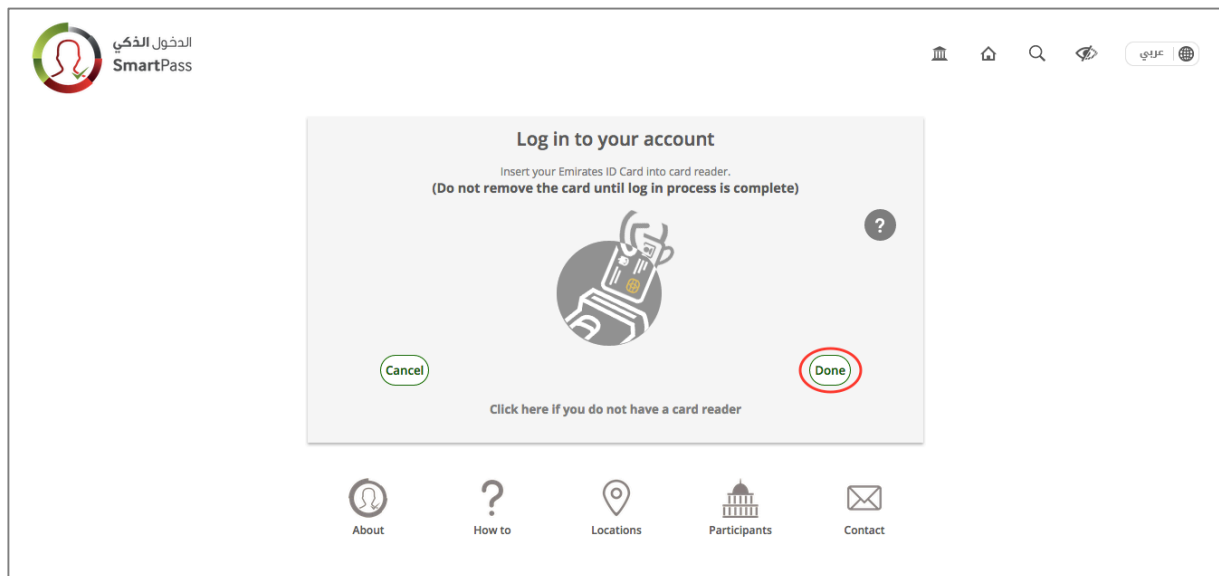 الدخول الذكي
SmartPass
عربي
Log in to your account
Insert your Emirates ID Card into card reader.
(Do not remove the card until log in process is complete)
?
Cancel
Done
Click here if you do not have a card reader
About
How to
Locations
Participants
Contact